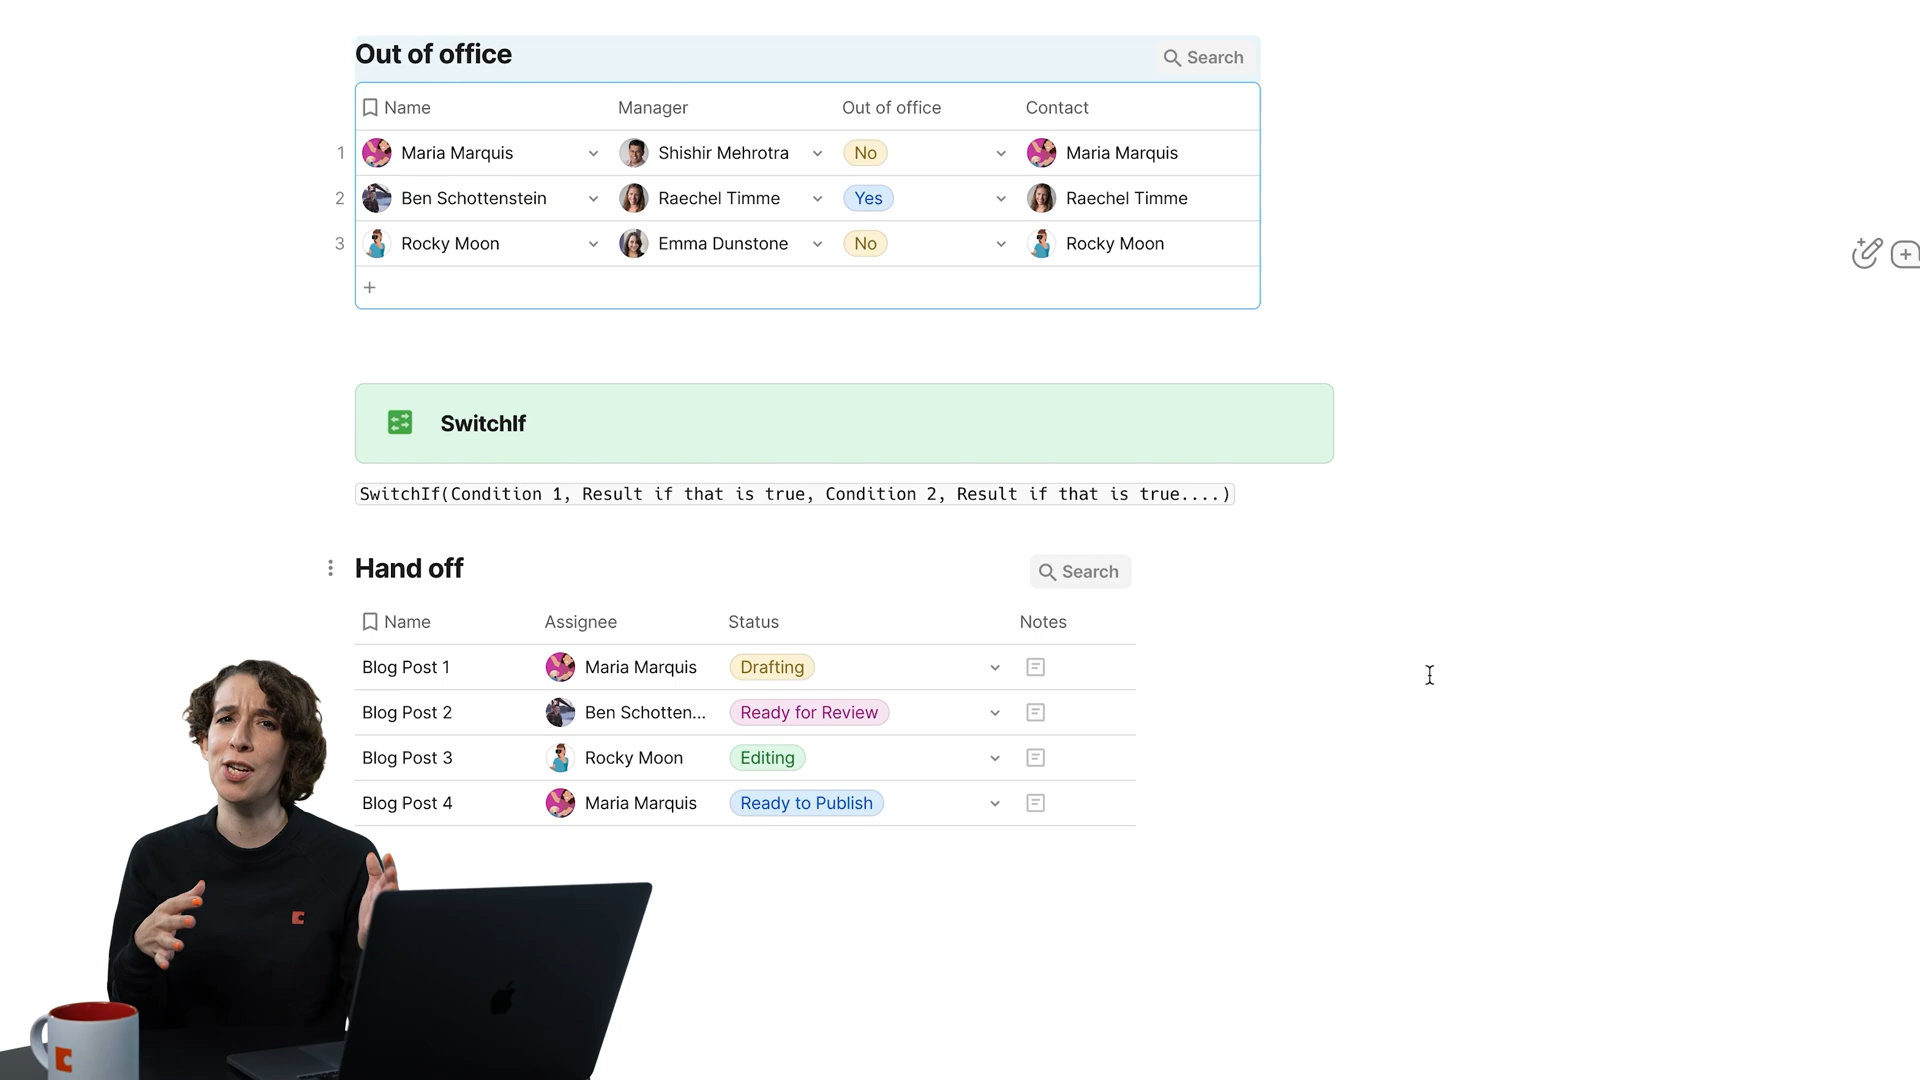 Out of office
Search
Name Manager Out of office Contact
1 Maria Marquis Shishir Mehrotra No Maria Marquis
2 Ben Schottenstein Raechel Timme Yes Raechel Timme
3 Rocky Moon Emma Dunstone No Rocky Moon
SwitchIf
SwitchIf(Condition 1, Result if that is true, Condition 2, Result if that is true....)
Hand off
Search
Name Assignee Status Notes
Blog Post 1 Maria Marquis Drafting
Blog Post 2 Ben Schotten... Ready for Review
Blog Post 3 Rocky Moon Editing
Blog Post 4 Maria Marquis Ready to Publish